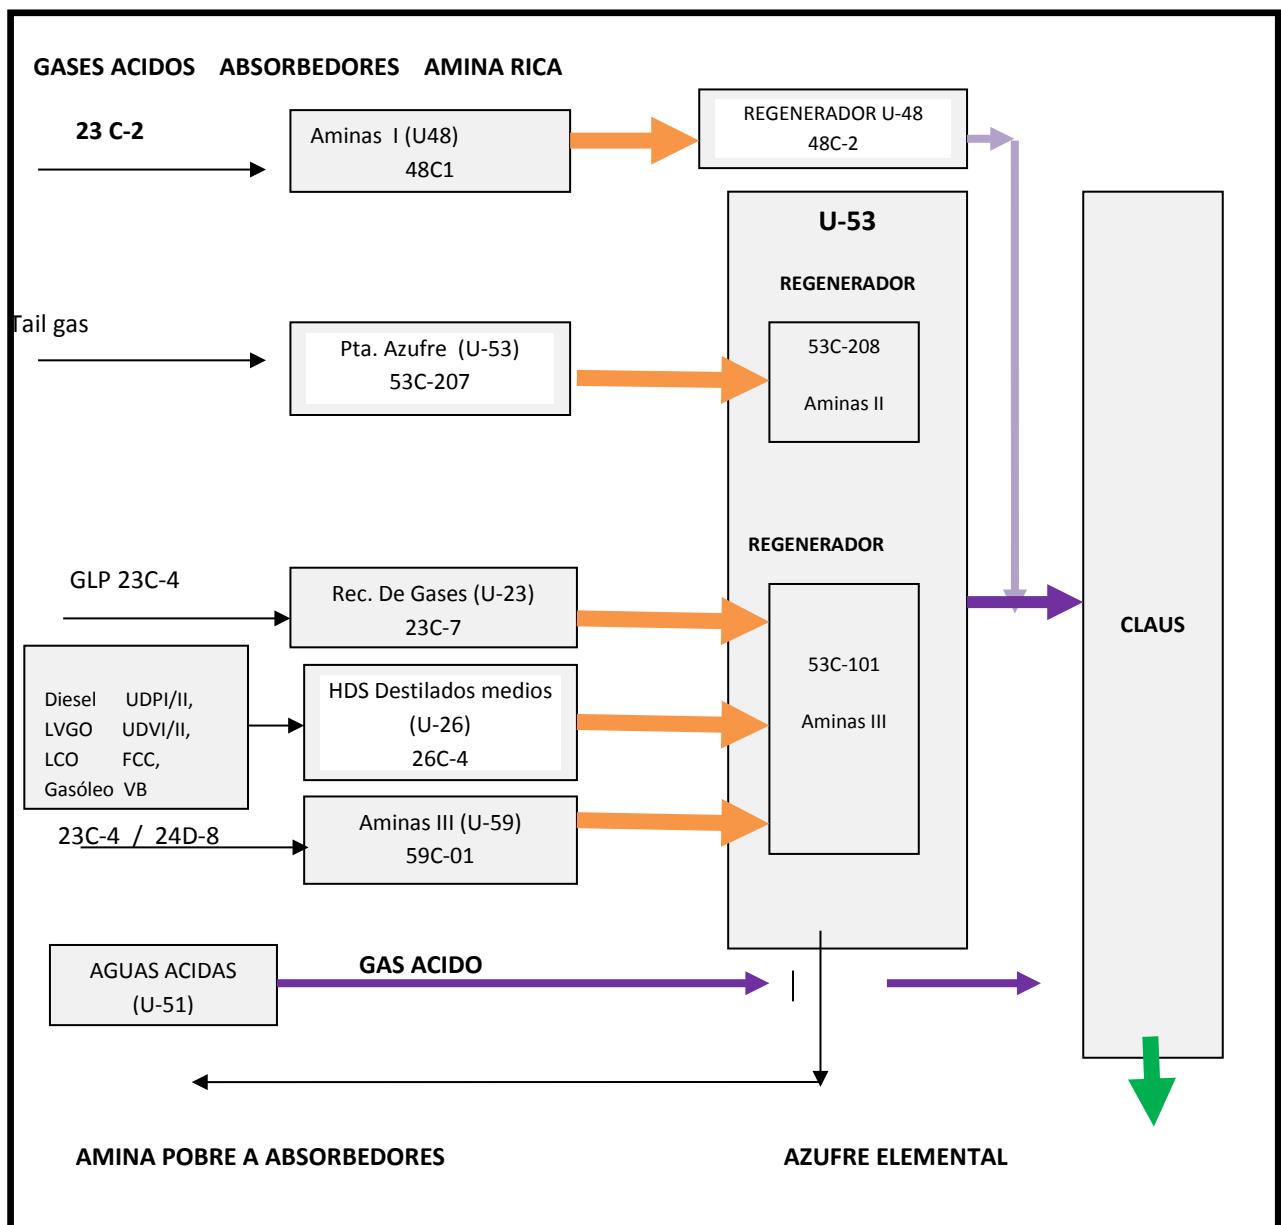 GASES ACIDOS ABSORBEDORES AMINA RICA
23 C-2
Aminas I (U48)
48C1
REGENERADOR U-48
48C-2
U-53
REGENERADOR
Tail gas
Pta. Azufre (U-53)
53C-207
53C-208
Aminas II
REGENERADOR
GLP 23C-4
Rec. De Gases (U-23)
23C-7
CLAUS
Diesel UDPI/II,
LVGO UDVI/II,
LCO FCC,
Gasóleo VB
HDS Destilados medios
(U-26)
26C-4
53C-101
Aminas III
23C-4 / 24D-8
Aminas III (U-59)
59C-01
AGUAS ACIDAS
(U-51)
GAS ACIDO
AMINA POBRE A ABSORBEDORES
AZUFRE ELEMENTAL